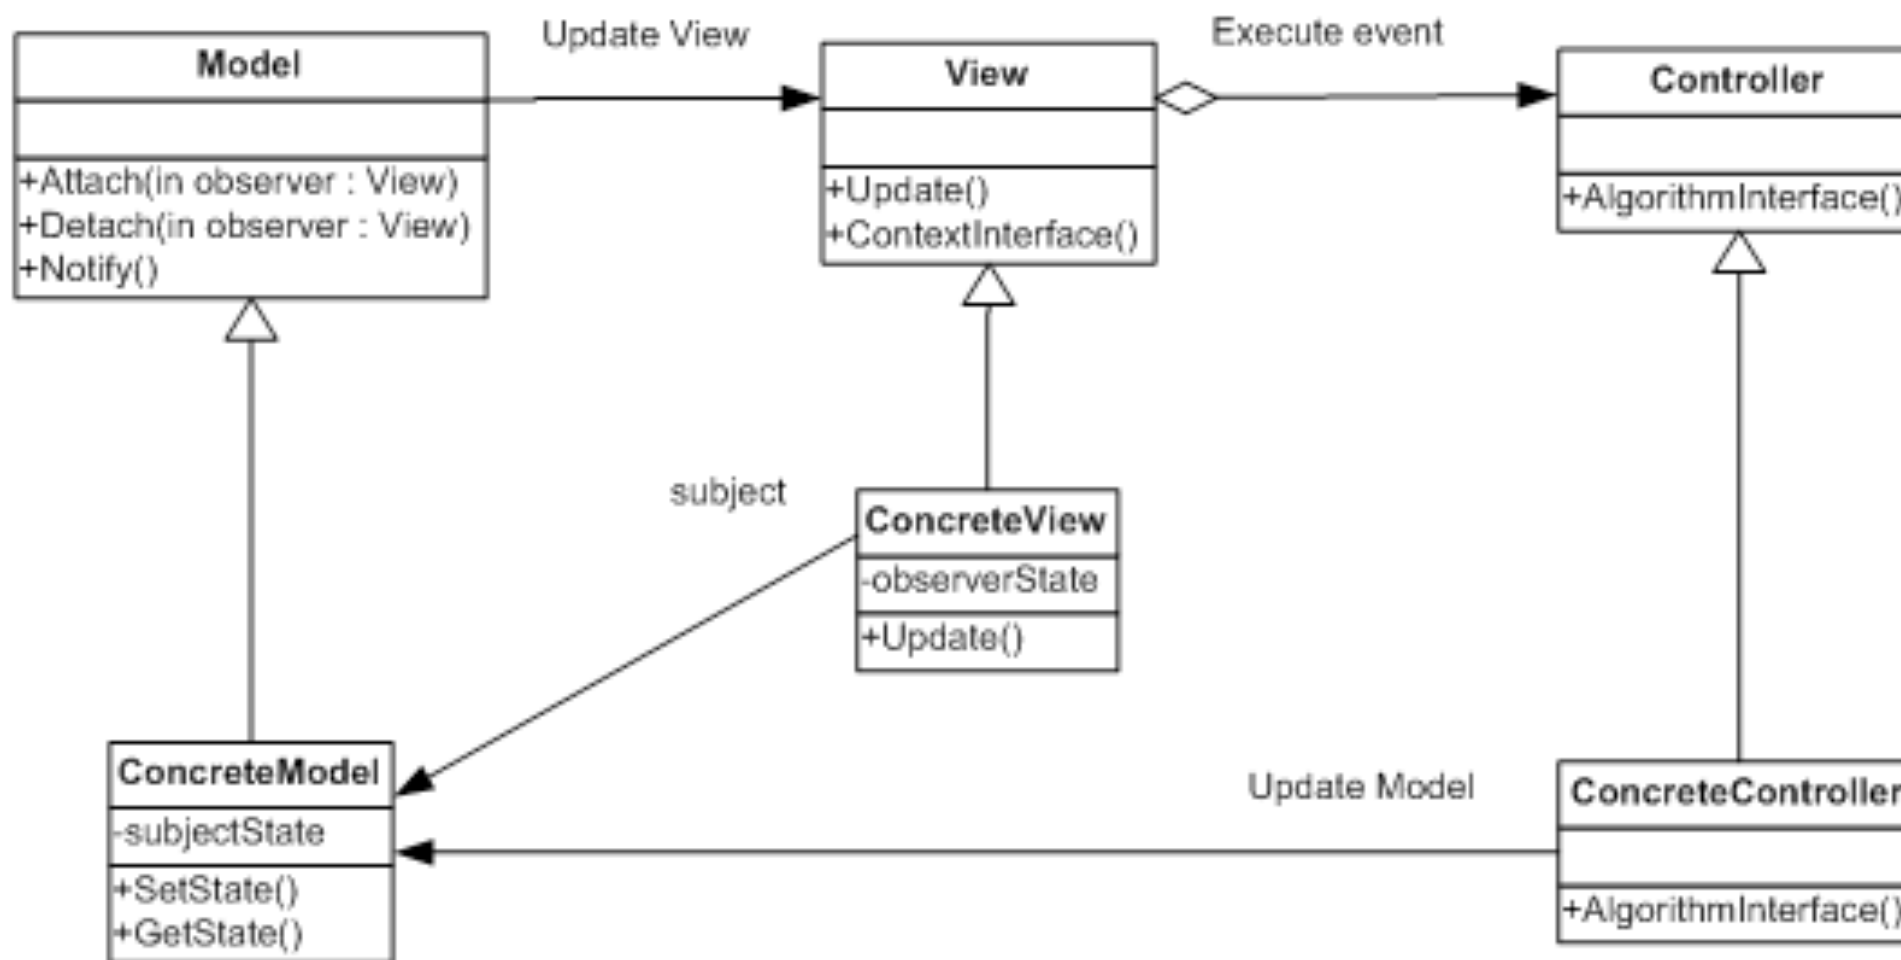 Model
+Attach(in observer : View)
+Detach(in observer : View)
+Notify()
Update View
View
+Update()
+ContextInterface()
Execute event
Controller
+AlgorithmInterface()
subject
ConcreteView
-observerState
+Update()
ConcreteModel
-subjectState
+SetState()
+GetState()
Update Model
ConcreteController
+AlgorithmInterface()